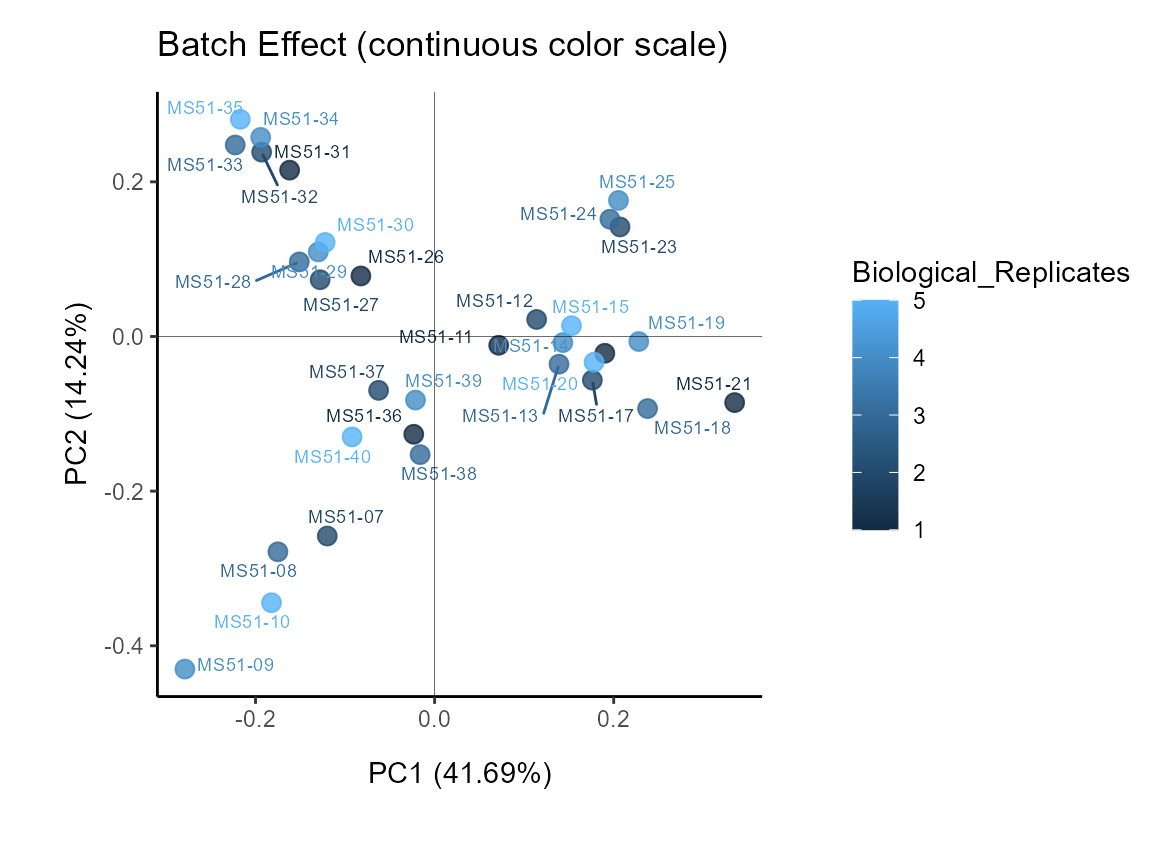 Batch Effect (continuous color scale)
MS51-35
MS51-34
MS51-31
MS51-33
MS51-32
MS51-25
MS51-24
MS51-23
MS51-30
MS51-26
MS51-29
MS51-28
MS51-27
MS51-12
MS51-15
MS51-19
MS51-11
MS51-14
MS51-37
MS51-39
MS51-20
MS51-21
MS51-36
MS51-13
MS51-17
MS51-18
MS51-40
MS51-38
MS51-07
MS51-08
MS51-10
MS51-09
0.2
0.0
-0.2
-0.4
PC2 (14.24%)
-0.2
0.0
0.2
PC1 (41.69%)
Biological_Replicates
5
4
3
2
1